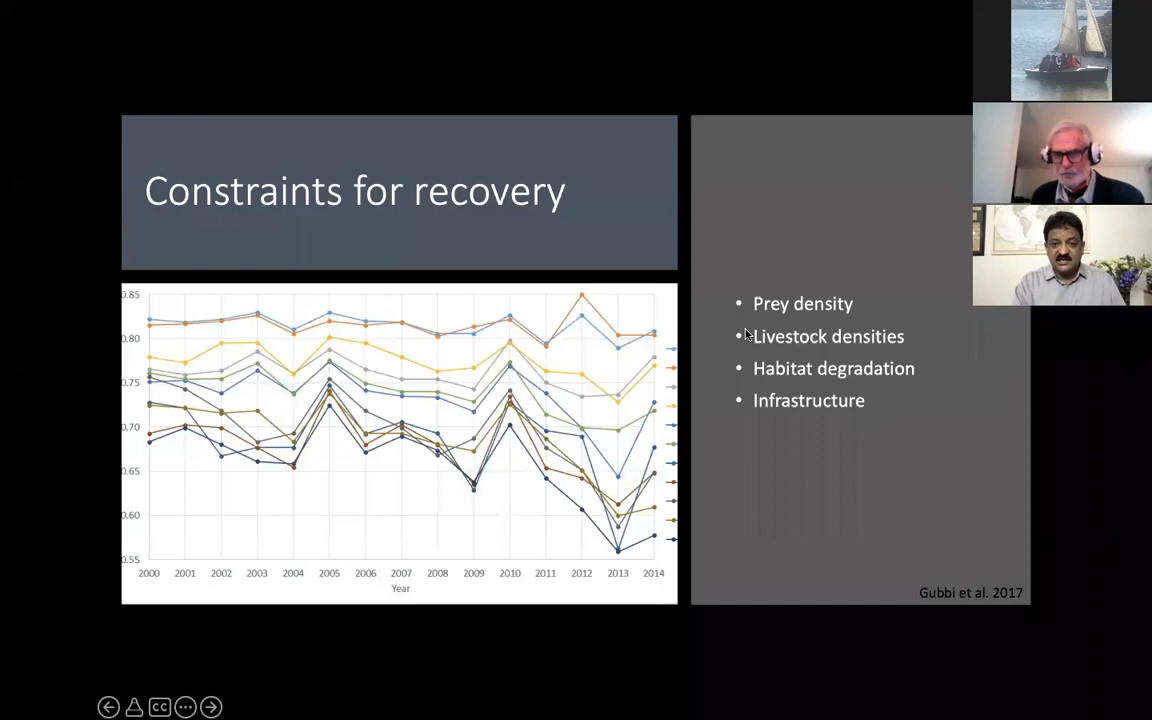 Constraints for recovery
0.85
0.80
0.75
0.70
0.65
0.60
0.55
2000 2001 2002 2003 2004 2005 2006 2007 2008 2009 2010 2011 2012 2013 2014
Year
• Prey density
• Livestock densities
• Habitat degradation
• Infrastructure
Gubbi et al. 2017
CC